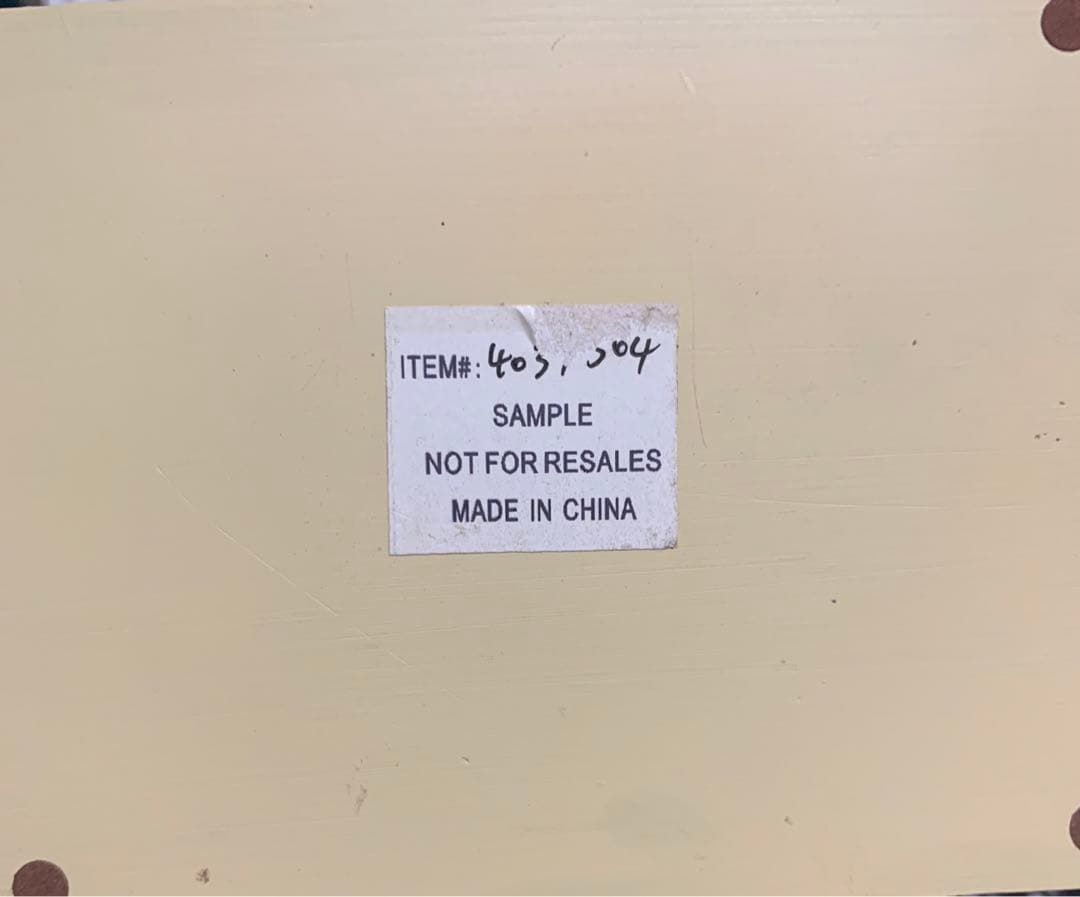 ITEM#:
SAMPLE
NOT FOR RESALES
MADE IN CHINA